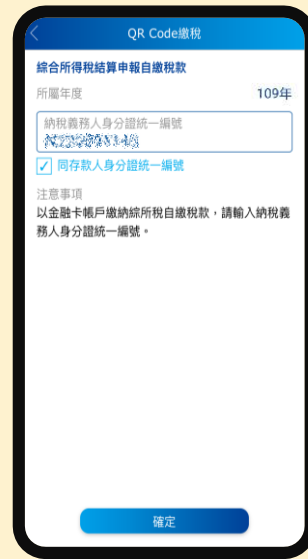 QR Code繳稅
綜合所得稅結算申報自繳稅款
所屬年度 109年
納稅義務人身分證統一編號
同存款人身分證統一編號
注意事項
以金融卡帳戶繳納綜所稅自繳稅款，請輸入納稅義
務人身分證統一編號。
確定